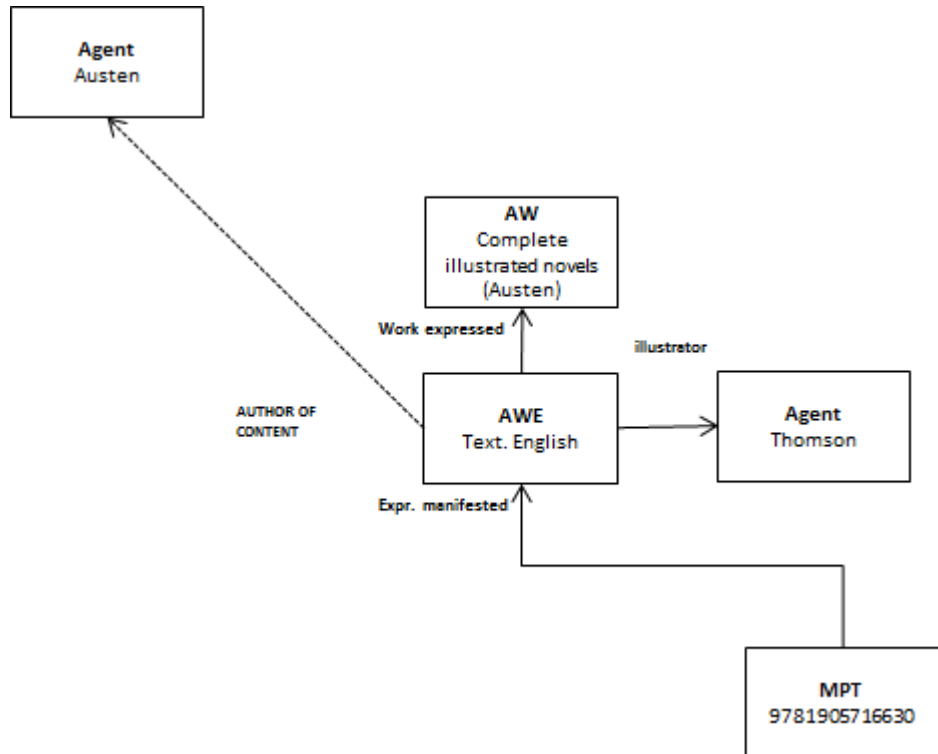 Agent
Austen
AW
Complete
illustrated novels
(Austen)
Work expressed
illustrator
AUTHOR OF
CONTENT
AWE
Text. English
Agent
Thomson
Expr. manifested
MPT
9781905716630